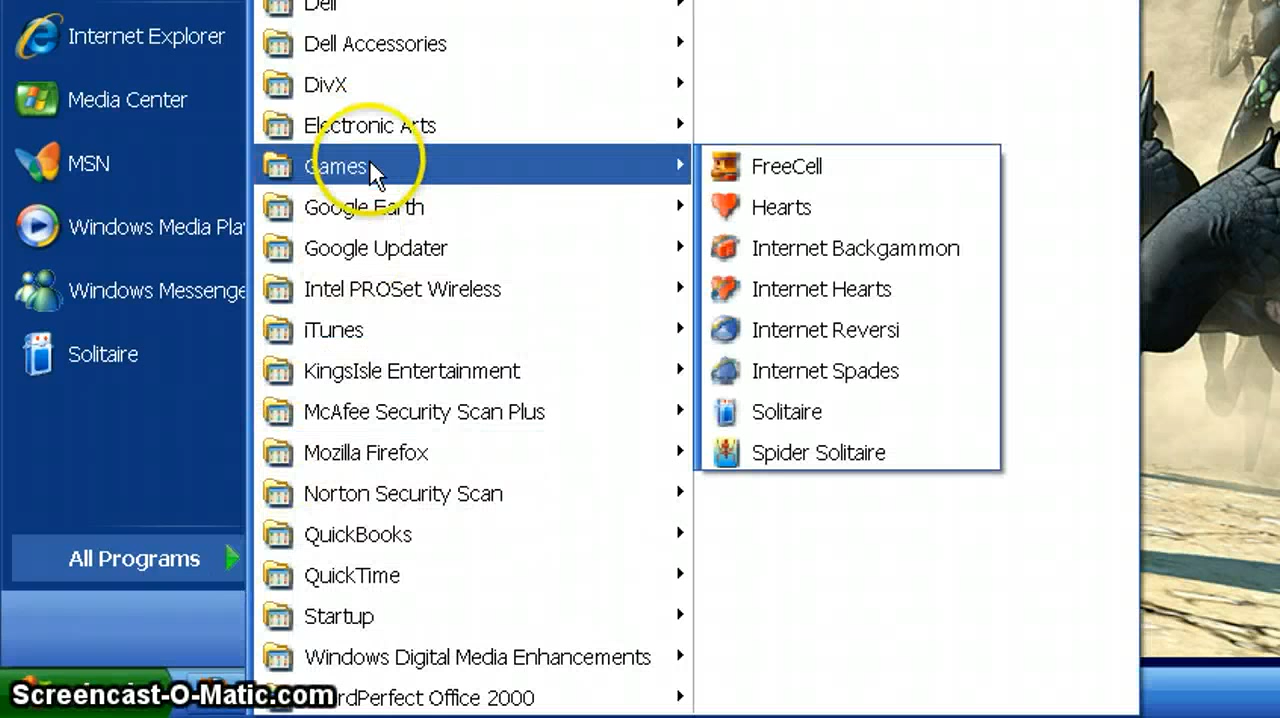 Internet Explorer
Media Center
MSN
Windows Media Pla
Windows Messenge
Solitaire
All Programs
Dell
Dell Accessories
DivX
Electronic Arts
Games
Google Earth
Google Updater
Intel PROSet Wireless
iTunes
KingsIsle Entertainment
McAfee Security Scan Plus
Mozilla Firefox
Norton Security Scan
QuickBooks
QuickTime
Startup
Windows Digital Media Enhancements
rdPerfect Office 2000
FreeCell
Hearts
Internet Backgammon
Internet Hearts
Internet Reversi
Internet Spades
Solitaire
Spider Solitaire
Screencast-O-Matic.com